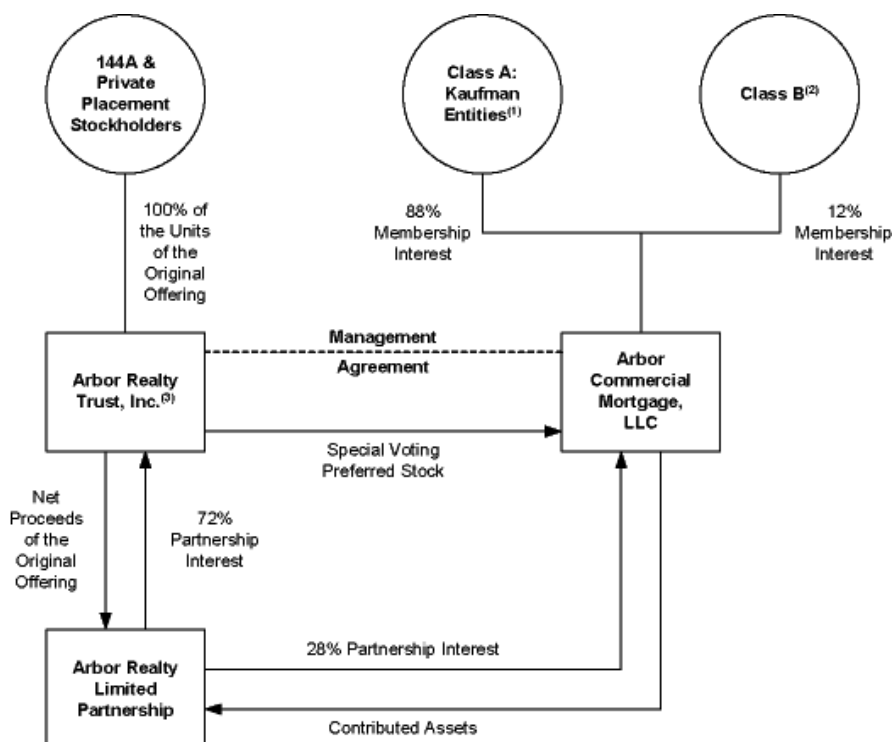 144A &
Private
Placement
Stockholders
Class A:
Kaufman
Entities(1)
Class B(2)
100% of
the Units
of the
Original
Offering
88%
Membership
Interest
12%
Membership
Interest
Management
Agreement
Arbor Realty
Trust, Inc.(3)
Arbor
Commercial
Mortgage,
LLC
Special Voting
Preferred Stock
Net
Proceeds
of the
Original
Offering
72%
Partnership
Interest
28% Partnership Interest
Arbor Realty
Limited
Partnership
Contributed Assets